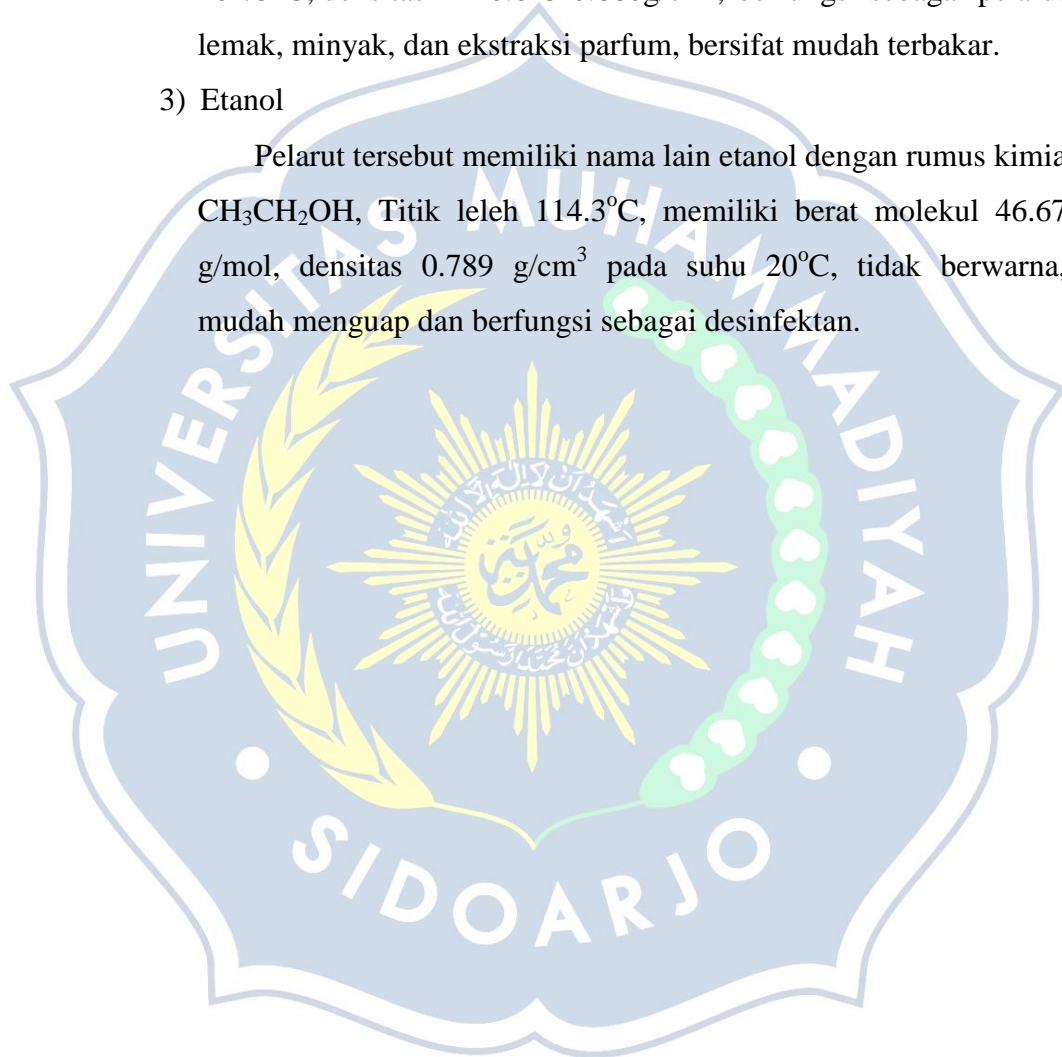 lemak, minyak, dan ekstraksi parfum, bersifat mudah terbakar.
3) Etanol
Pelarut tersebut memiliki nama lain etanol dengan rumus kimia
CH₃CH₂OH, Titik leleh 114.3°C, memiliki berat molekul 46.67
g/mol, densitas 0.789 g/cm³ pada suhu 20°C, tidak berwarna,
mudah menguap dan berfungsi sebagai desinfektan.
UNIVERSITAS MUHAMMADIYAH
SIDOARJO